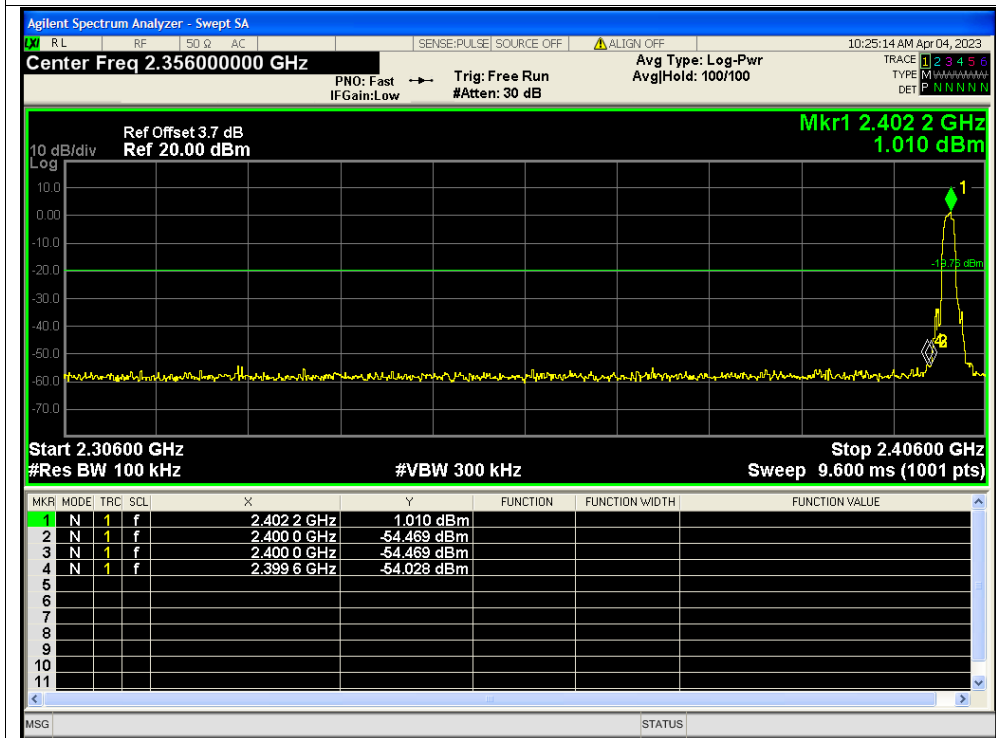 Agilent Spectrum Analyzer - Swept SA
LXI RL RF 50 Ω AC SENSE:PULSE SOURCE OFF ALIGN OFF 10:25:14 AM Apr 04, 2023
Center Freq 2.356000000 GHz
PNO: Fast
IFGain:Low
Trig: Free Run
#Atten: 30 dB
Avg Type: Log-Pwr
Avg|Hold: 100/100
TRACE 1 2 3 4 5 6
TYPE M
DET P N N N N N
Mkr1 2.402 2 GHz
1.010 dBm
Ref Offset 3.7 dB
10 dB/div Ref 20.00 dBm
Log
10.0
0.00
-10.0
-20.0
-30.0
-40.0
-50.0
-60.0
-70.0
1
-19.75 dBm
Start 2.30600 GHz Stop 2.40600 GHz
#Res BW 100 kHz #VBW 300 kHz Sweep 9.600 ms (1001 pts)
MKR MODE TRC SCL X Y FUNCTION FUNCTION WIDTH FUNCTION VALUE
1 N 1 f 2.402 2 GHz 1.010 dBm
2 N 1 f 2.400 0 GHz -54.469 dBm
3 N 1 f 2.400 0 GHz -54.469 dBm
4 N 1 f 2.399 6 GHz -54.028 dBm
5
6
7
8
9
10
11
MSG STATUS